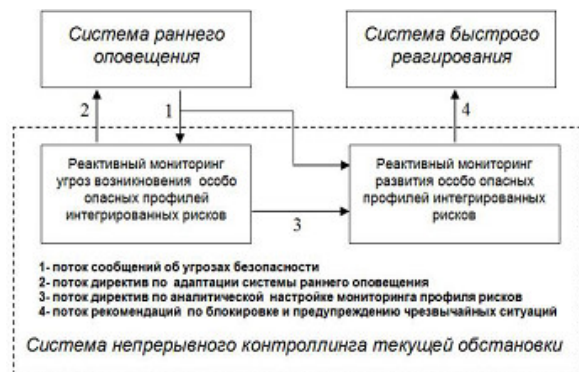 Система раннего
оповещения
Система быстрого
реагирования
2
1
4
Реактивный мониторинг
угроз возникновения особо
опасных профилей
интегрированных рисков
Реактивный мониторинг
развития особо опасных
профилей интегрированных
рисков
3
1- поток сообщений об угрозах безопасности
2- поток директив по адаптации системы раннего оповещения
3- поток директив по аналитической настройке мониторинга профиля рисков
4- поток рекомендаций по блокировке и предупреждению чрезвычайных ситуаций
Система непрерывного контроллинга текущей обстановки